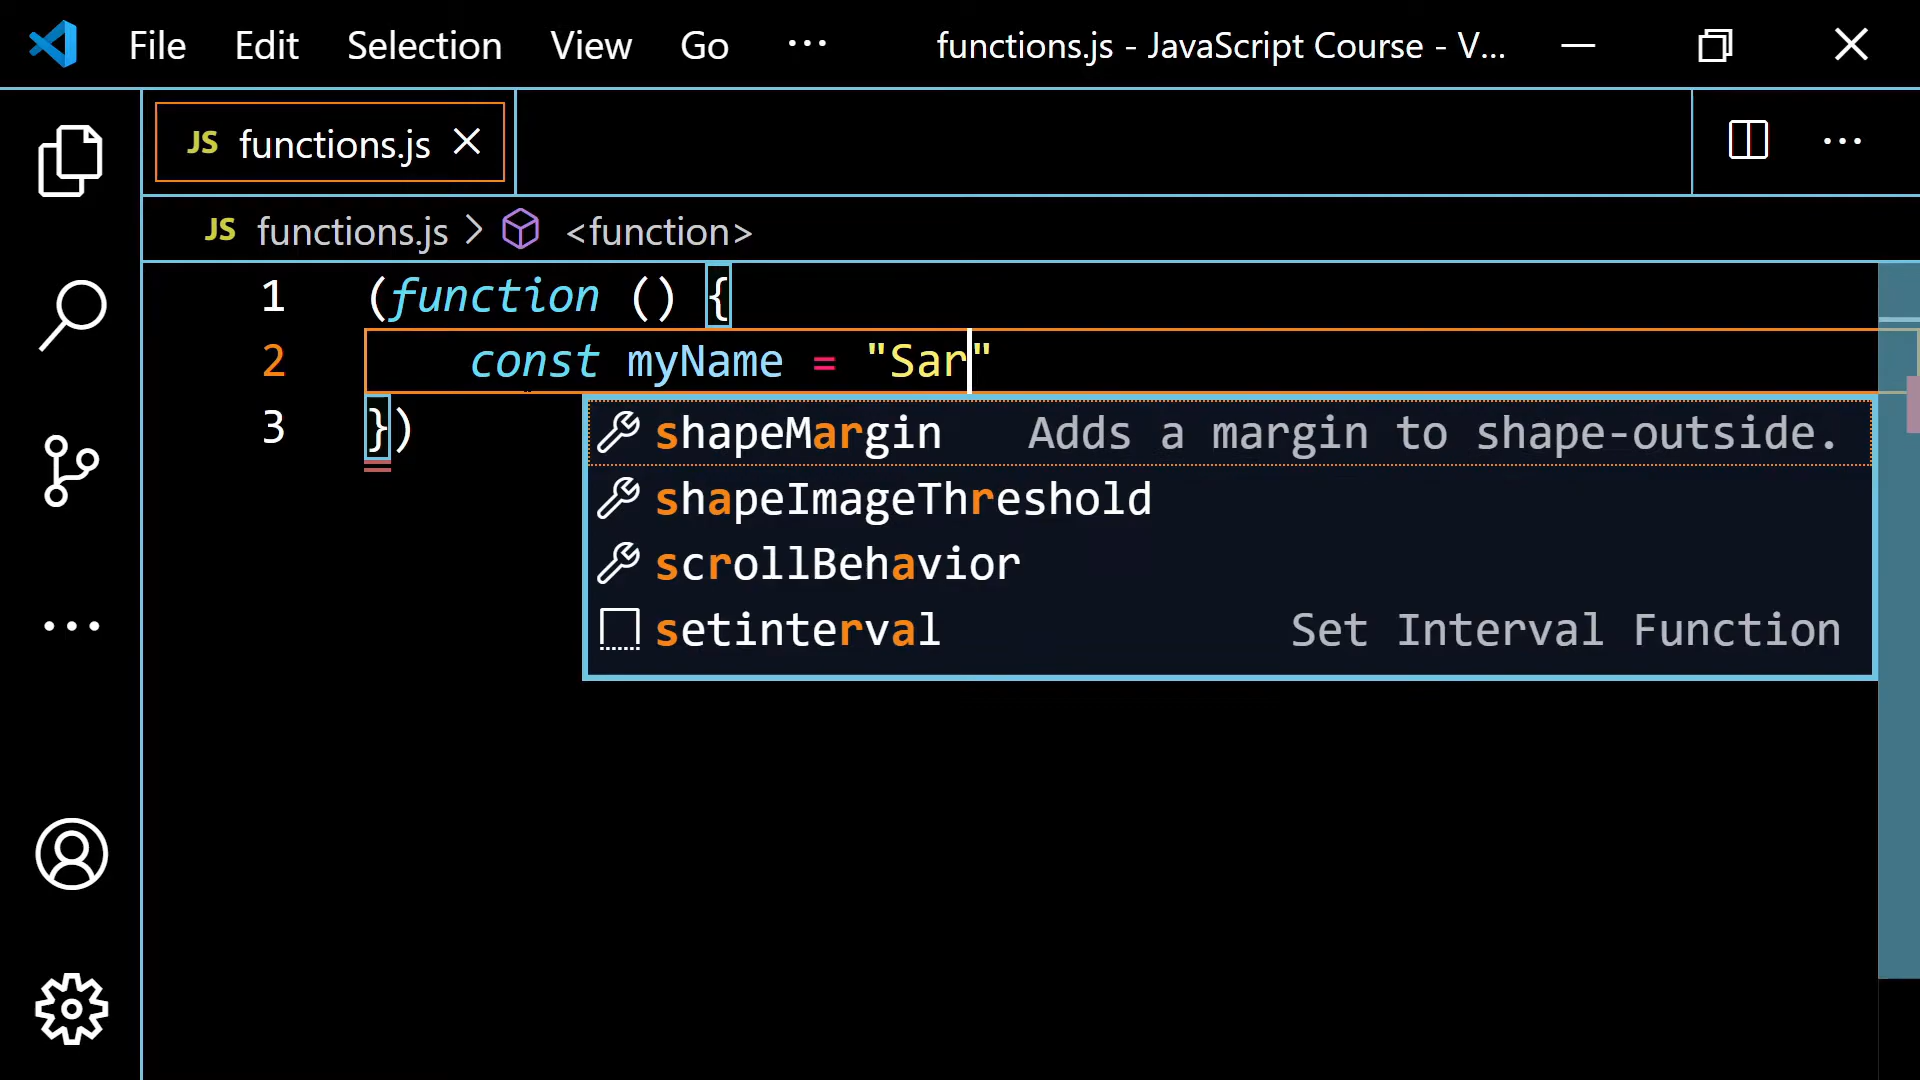 File Edit Selection View Go ··· functions.js - JavaScript Course - V...
JS functions.js
JS functions.js > <function>
1 (function () {
2 const myName = "Sar"
3 })
shapeMargin Adds a margin to shape-outside.
shapeImageThreshold
scrollBehavior
setinterval Set Interval Function